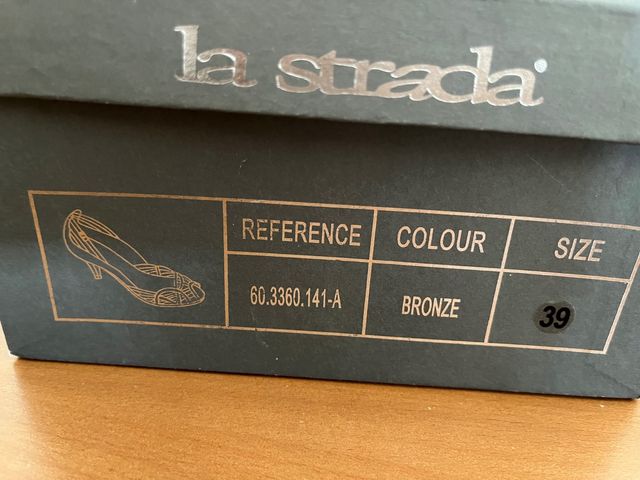 la strada
REFERENCE COLOUR SIZE
60.3360.141-A BRONZE 39